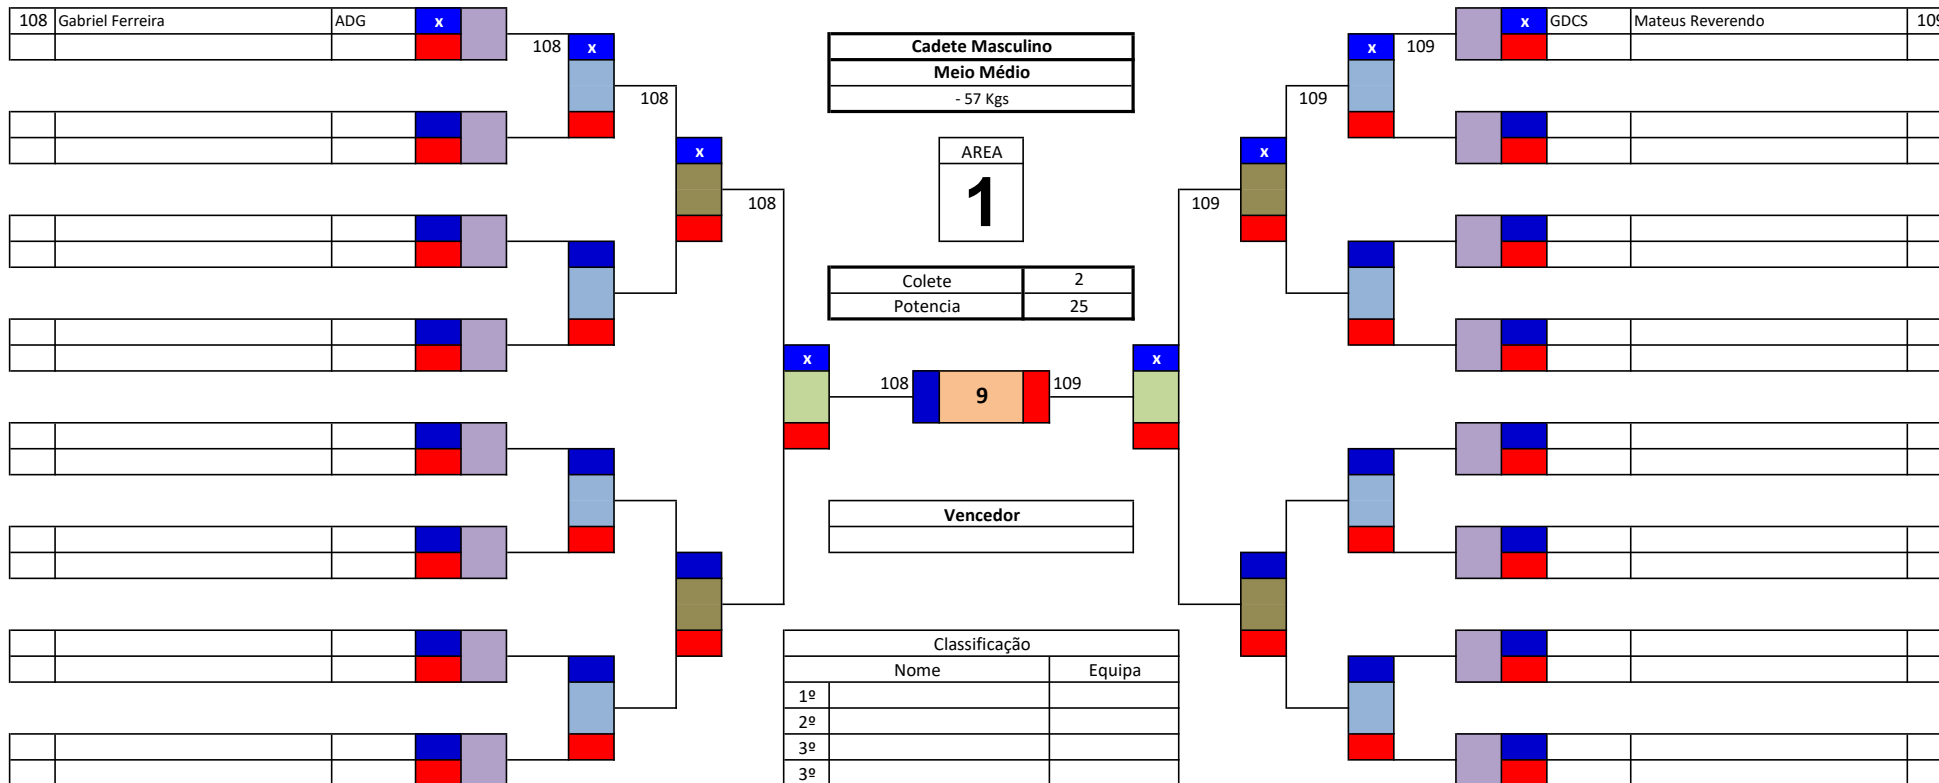 108 Gabriel Ferreira ADG x
x GDCS Mateus Reverendo 109
108 x
x 109
Cadete Masculino
Meio Médio
- 57 Kgs
108
109
x
x
AREA
1
108
109
Colete 2
Potencia 25
x
x
108 9 109
Vencedor
Classificação
Nome Equipa
1º
2º
3º
3º